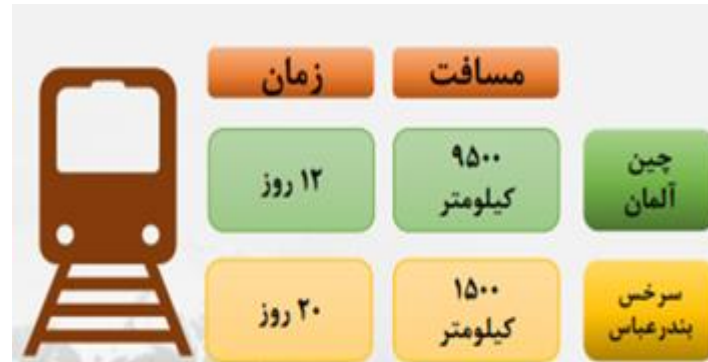 مسافت
زمان
چین
آلمان
۹۵۰۰
کیلومتر
۱۲ روز
سرخس
بندرعباس
۱۵۰۰
کیلومتر
۲۰ روز